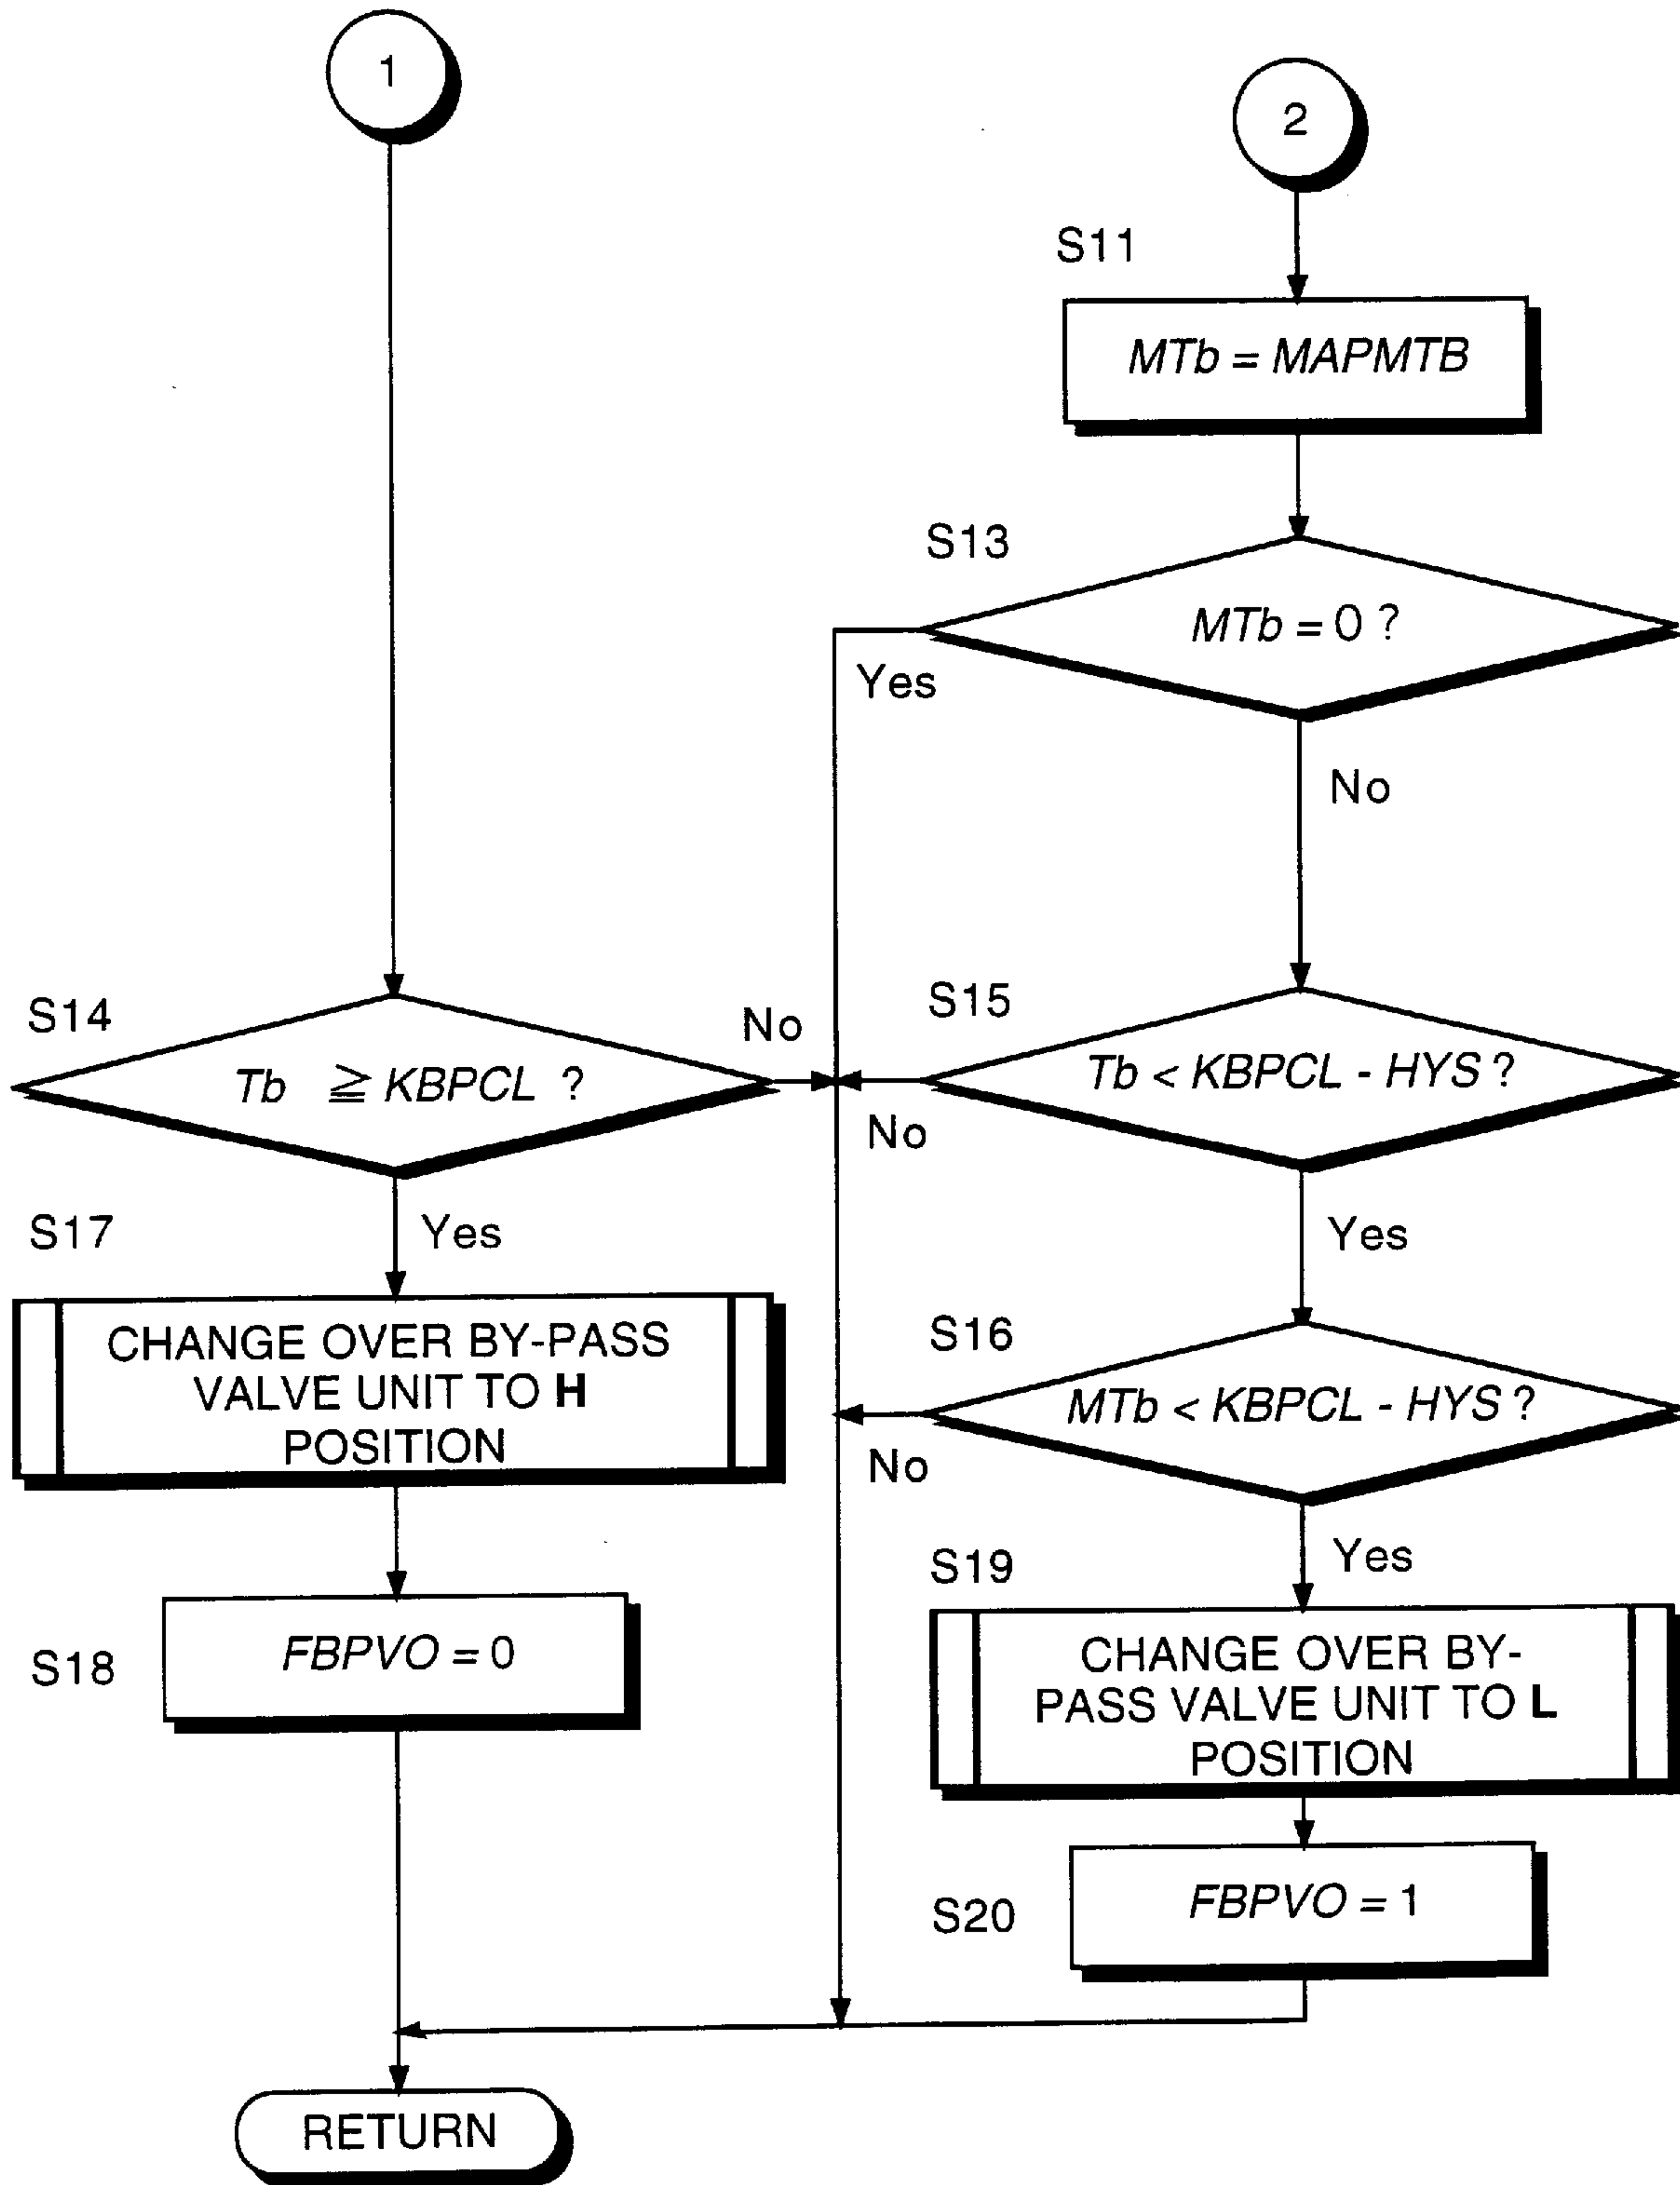 1
2
S11
MTb = MAPMTB
S13
MTb = 0 ?
Yes
No
S14
Tb ≧ KBPCL ?
No
S15
Tb < KBPCL - HYS ?
No
Yes
S17
Yes
CHANGE OVER BY-PASS
VALVE UNIT TO H
POSITION
S16
MTb < KBPCL - HYS ?
No
Yes
S18
FBPVO = 0
S19
CHANGE OVER BY-
PASS VALVE UNIT TO L
POSITION
S20
FBPVO = 1
RETURN